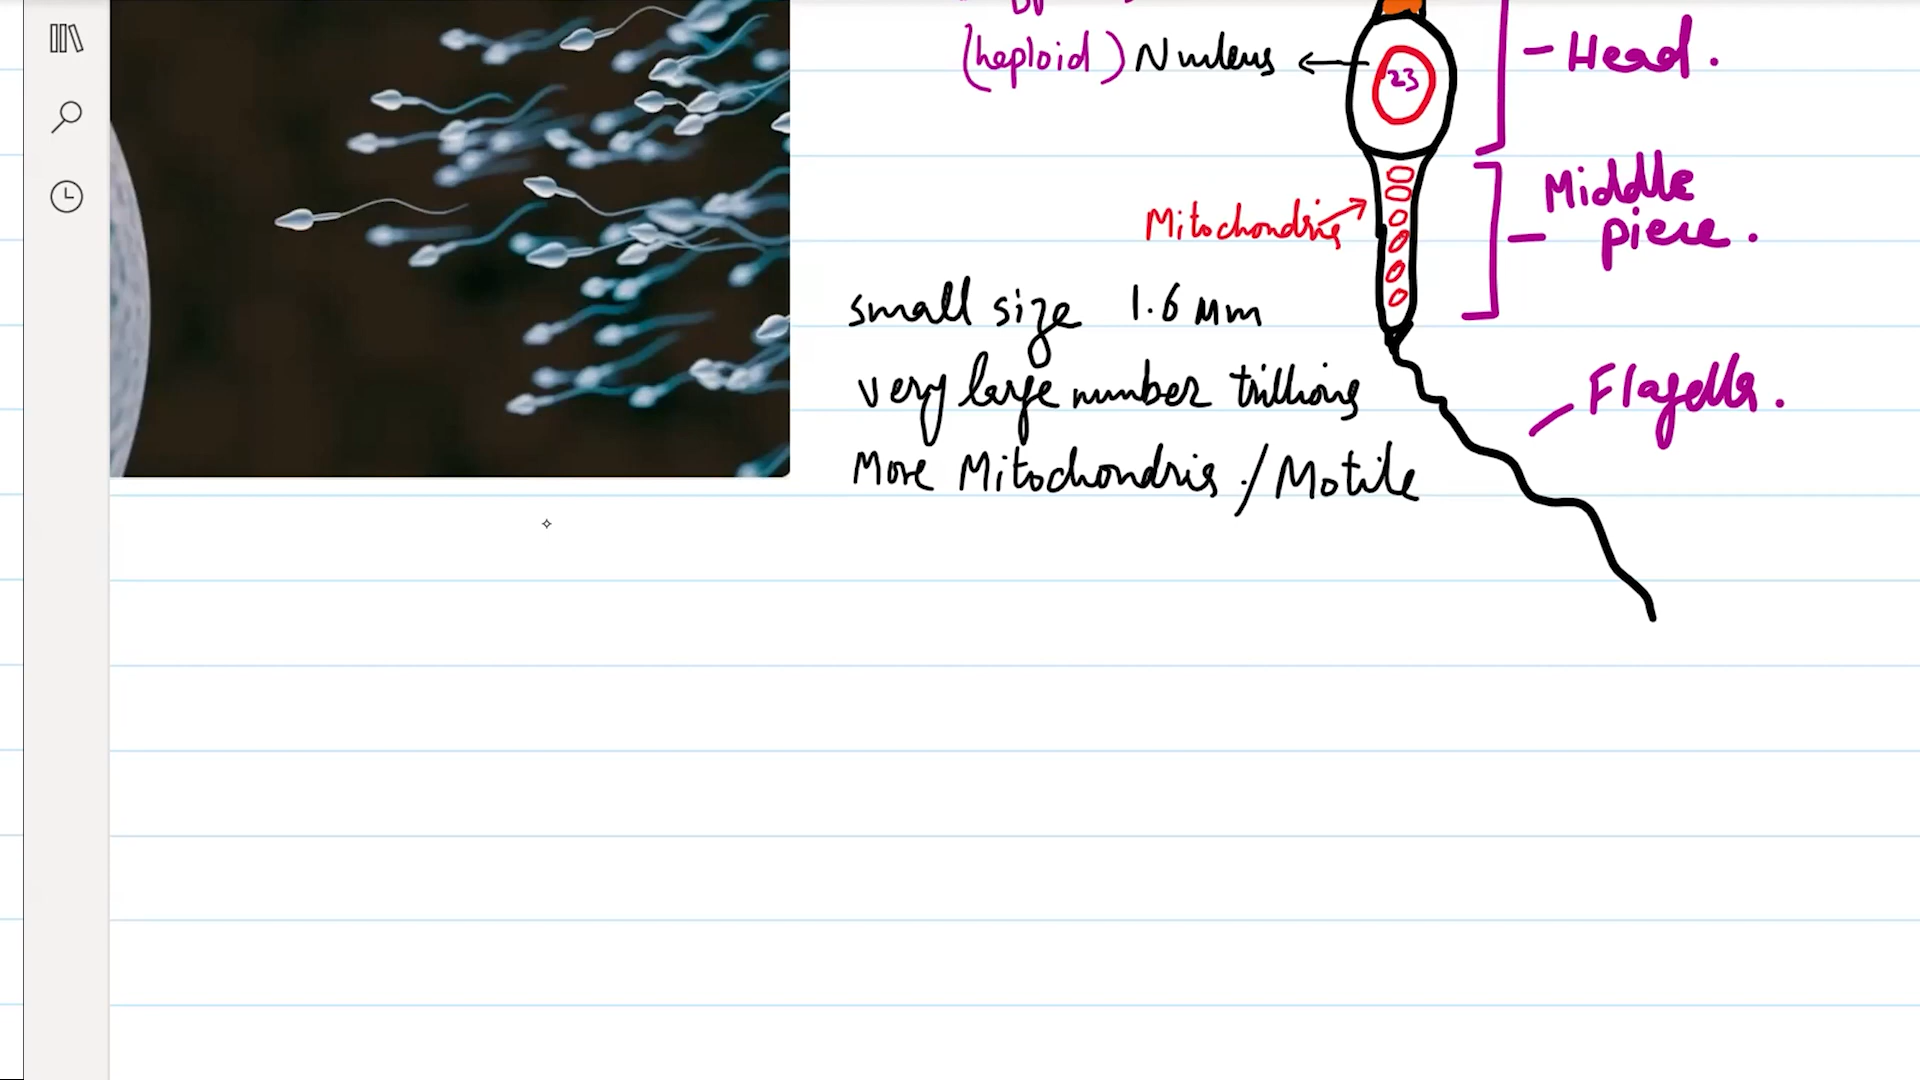 (heploid) Nucleus
23
- Head.
Mitochondria
- Middle
piece.
small size 1.6 Mm
very large number trillions
More Mitochondria./Motile
Flagella.